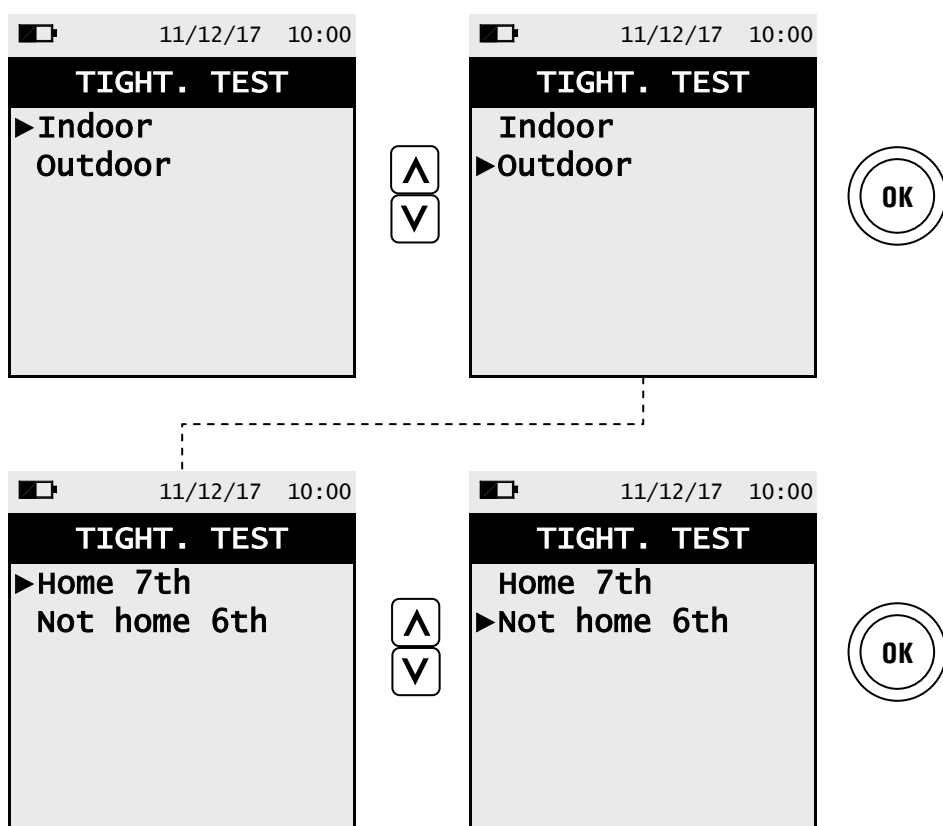 11/12/17 10:00
TIGHT. TEST
▶Indoor
Outdoor
11/12/17 10:00
TIGHT. TEST
Indoor
▶Outdoor
OK
11/12/17 10:00
TIGHT. TEST
▶Home 7th
Not home 6th
11/12/17 10:00
TIGHT. TEST
Home 7th
▶Not home 6th
OK